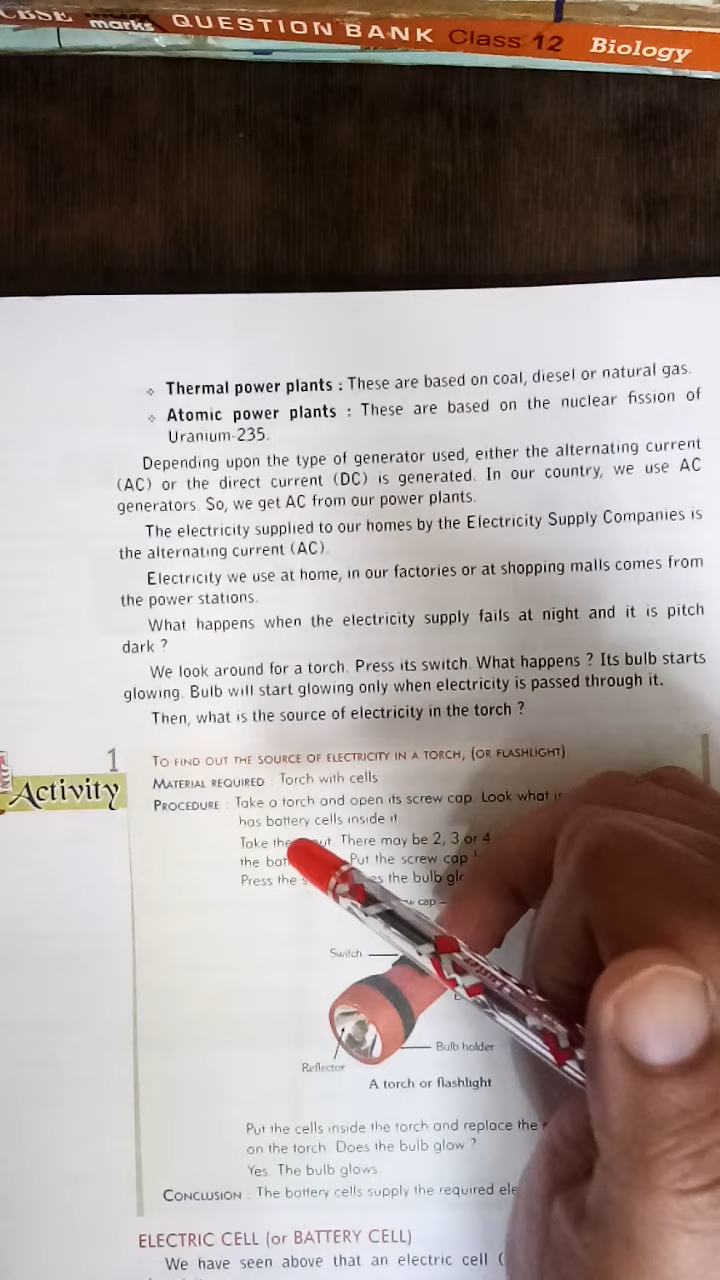 CBSE marks QUESTION BANK Class 12 Biology
❖ Thermal power plants : These are based on coal, diesel or natural gas.
❖ Atomic power plants : These are based on the nuclear fission of
Uranium-235.
Depending upon the type of generator used, either the alternating current
(AC) or the direct current (DC) is generated. In our country, we use AC
generators. So, we get AC from our power plants.
The electricity supplied to our homes by the Electricity Supply Companies is
the alternating current (AC).
Electricity we use at home, in our factories or at shopping malls comes from
the power stations.
What happens when the electricity supply fails at night and it is pitch
dark ?
We look around for a torch. Press its switch. What happens ? Its bulb starts
glowing. Bulb will start glowing only when electricity is passed through it.
Then, what is the source of electricity in the torch ?
1
Activity
TO FIND OUT THE SOURCE OF ELECTRICITY IN A TORCH, (OR FLASHLIGHT)
MATERIAL REQUIRED : Torch with cells
PROCEDURE : Take a torch and open its screw cap. Look what
has battery cells inside it
Take There may be 2, 3 or 4
the Put the screw cap
Press the the bulb
cap
Switch
Bulb holder
Reflector
A torch or flashlight
Put the cells inside the torch and replace the
on the torch. Does the bulb glow ?
Yes. The bulb glows.
CONCLUSION : The battery cells supply the required
ELECTRIC CELL (or BATTERY CELL)
We have seen above that an electric cell (